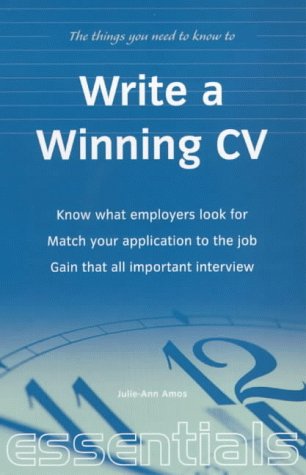 The things you need to know to
Write a
Winning CV
Know what employers look for
Match your application to the job
Gain that all important interview
11 12
Julie-Ann Amos
essentials